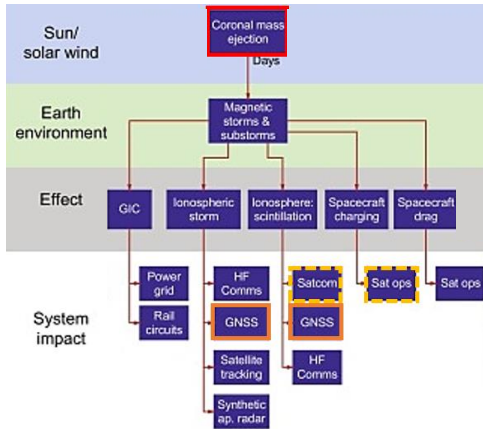 Sun/
solar wind
Coronal mass
ejection
Days
Earth
environment
Magnetic
storms &
substorms
Effect
GIC
Ionospheric
storm
Ionosphere:
scintillation
Spacecraft
charging
Spacecraft
drag
System
impact
Power
grid
Rail
circuits
HF
Comms
GNSS
Satellite
tracking
Synthetic
ap. radar
Satcom
GNSS
HF
Comms
Sat ops
Sat ops